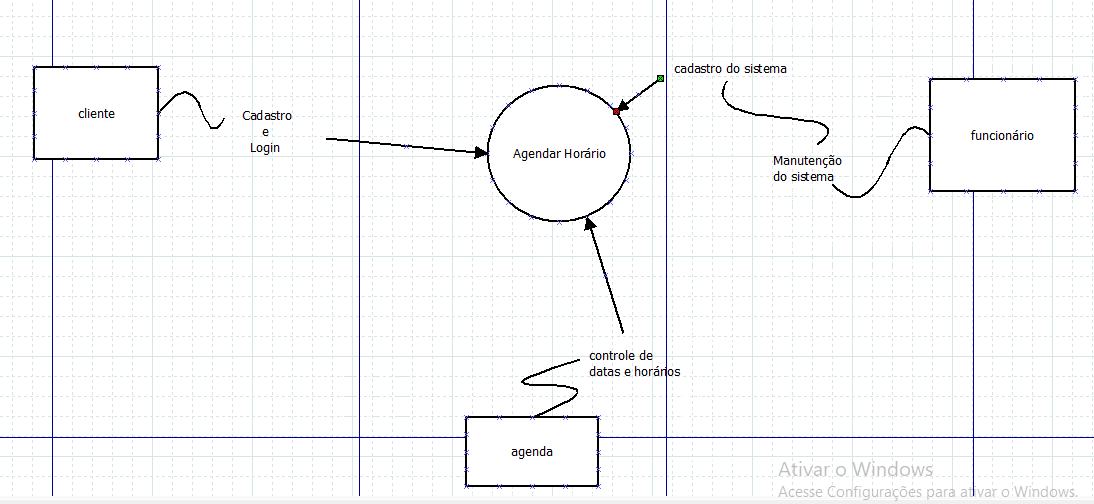 cliente
Cadastro
e
Login
Agendar Horário
cadastro do sistema
Manutenção
do sistema
funcionário
controle de
datas e horários
agenda
Ativar o Windows
Acesse Configurações para ativar o Windows.